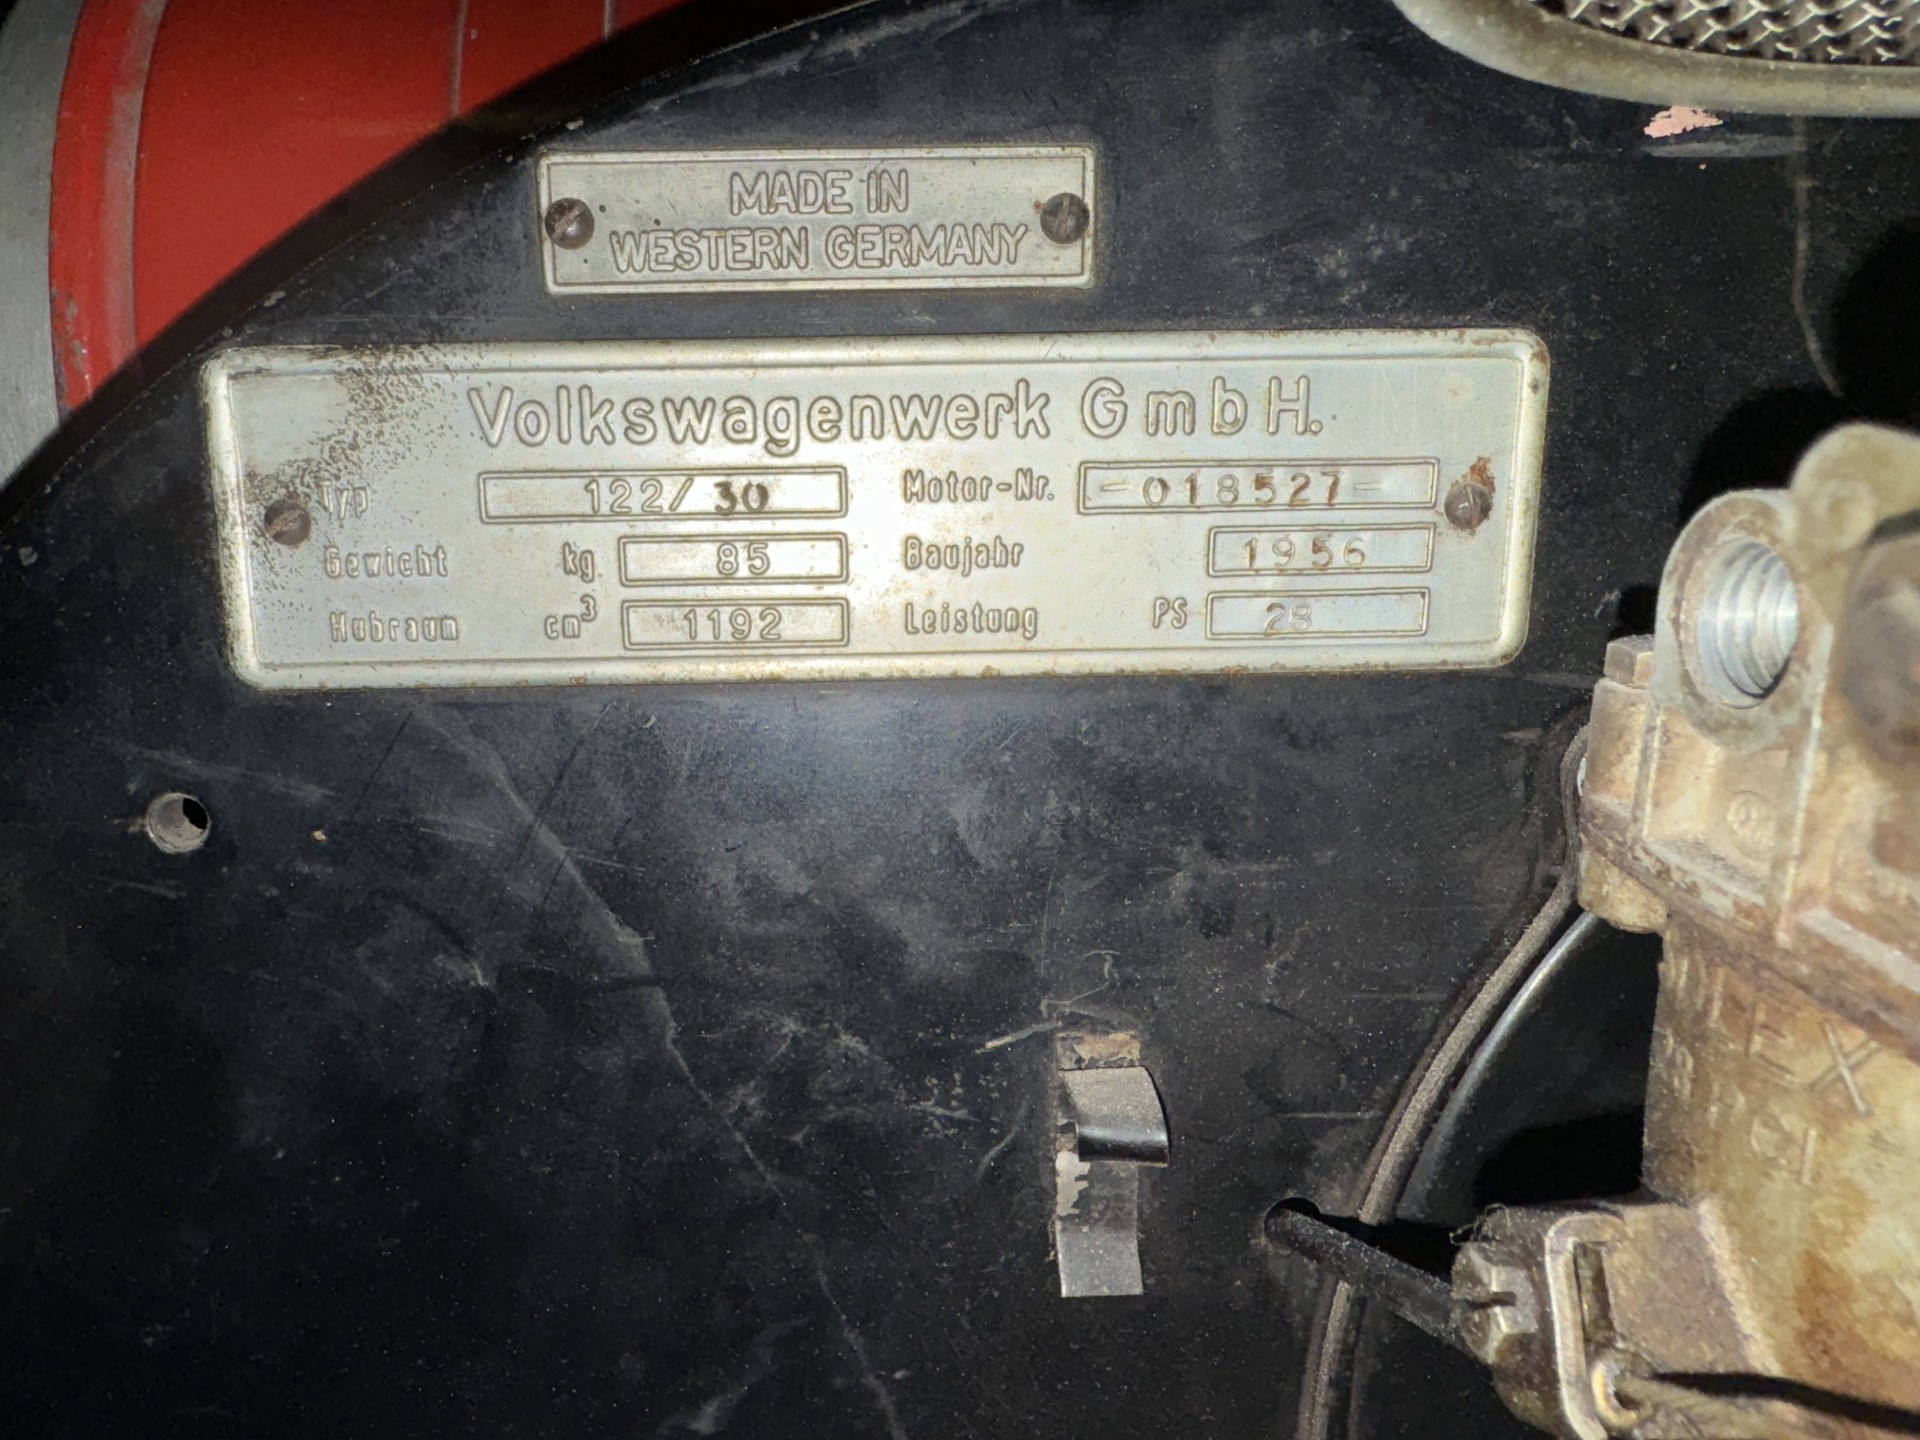 MADE IN
WESTERN GERMANY
Volkswagenwerk GmbH.
Typ 122/30 Motor-Nr. -018527-
Gewicht kg 85 Baujahr 1956
Hubraum cm³ 1192 Leistung PS 28